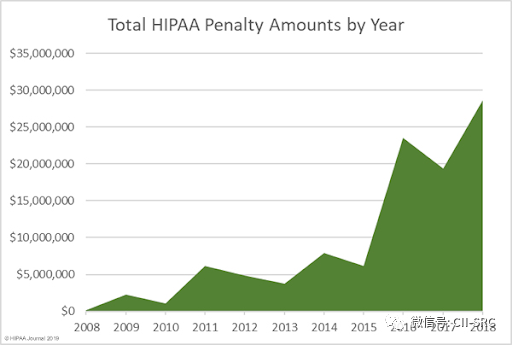 Total HIPAA Penalty Amounts by Year
$35,000,000
$30,000,000
$25,000,000
$20,000,000
$15,000,000
$10,000,000
$5,000,000
$0
2008 2009 2010 2011 2012 2013 2014 2015 2016 2017 2018
微信号: CII-SRC
© HIPAA Journal 2019